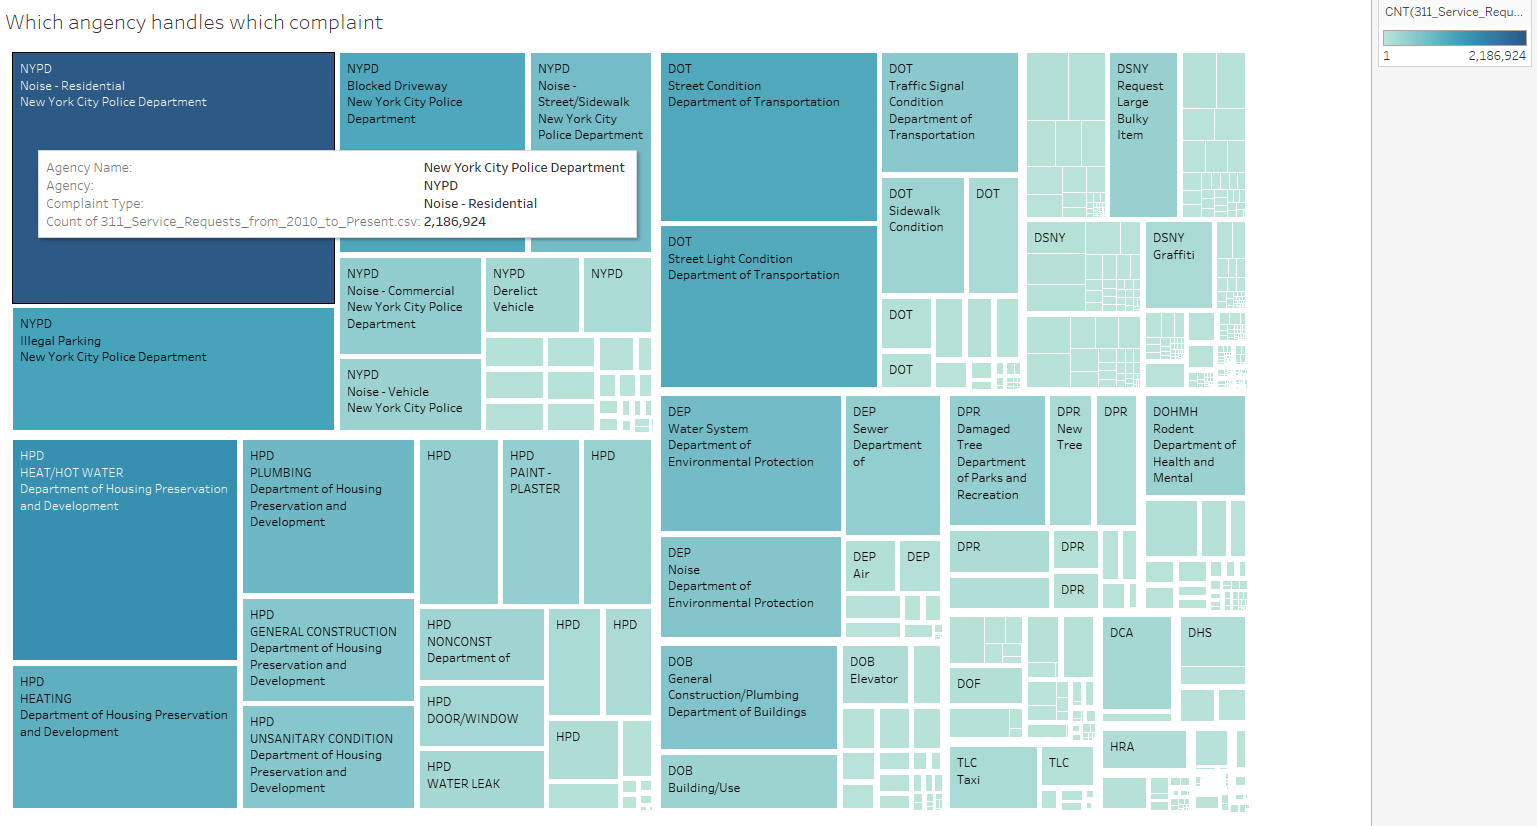 Which angency handles which complaint
CNT(311_Service_Requ...
1
2,186,924
NYPD
Noise - Residential
New York City Police Department
NYPD
Blocked Driveway
New York City Police
Department
NYPD
Noise -
Street/Sidewalk
New York City
Police Department
Agency Name: New York City Police Department
Agency: NYPD
Complaint Type: Noise - Residential
Count of 311_Service_Requests_from_2010_to_Present.csv: 2,186,924
NYPD
Illegal Parking
New York City Police Department
NYPD
Noise - Commercial
New York City Police
Department
NYPD
Derelict
Vehicle
NYPD
NYPD
Noise - Vehicle
New York City Police
DOT
Street Condition
Department of Transportation
DOT
Street Light Condition
Department of Transportation
DOT
Traffic Signal
Condition
Department of
Transportation
DOT
Sidewalk
Condition
DOT
DOT
DOT
DSNY
Request
Large
Bulky
Item
DSNY
DSNY
Graffiti
HPD
HEAT/HOT WATER
Department of Housing Preservation
and Development
HPD
HEATING
Department of Housing Preservation
and Development
HPD
PLUMBING
Department of Housing
Preservation and
Development
HPD
GENERAL CONSTRUCTION
Department of Housing
Preservation and
Development
HPD
UNSANITARY CONDITION
Department of Housing
Preservation and
Development
HPD
HPD
PAINT -
PLASTER
HPD
HPD
NONCONST
Department of
HPD
HPD
HPD
DOOR/WINDOW
HPD
WATER LEAK
HPD
DEP
Water System
Department of
Environmental Protection
DEP
Noise
Department of
Environmental Protection
DEP
Sewer
Department
of
DEP
Air
DEP
DOB
General
Construction/Plumbing
Department of Buildings
DOB
Building/Use
DOB
Elevator
DPR
Damaged
Tree
Department
of Parks and
Recreation
DPR
New
Tree
DPR
DPR
DPR
DPR
DOHMH
Rodent
Department of
Health and
Mental
DOF
TLC
Taxi
TLC
DCA
DHS
HRA